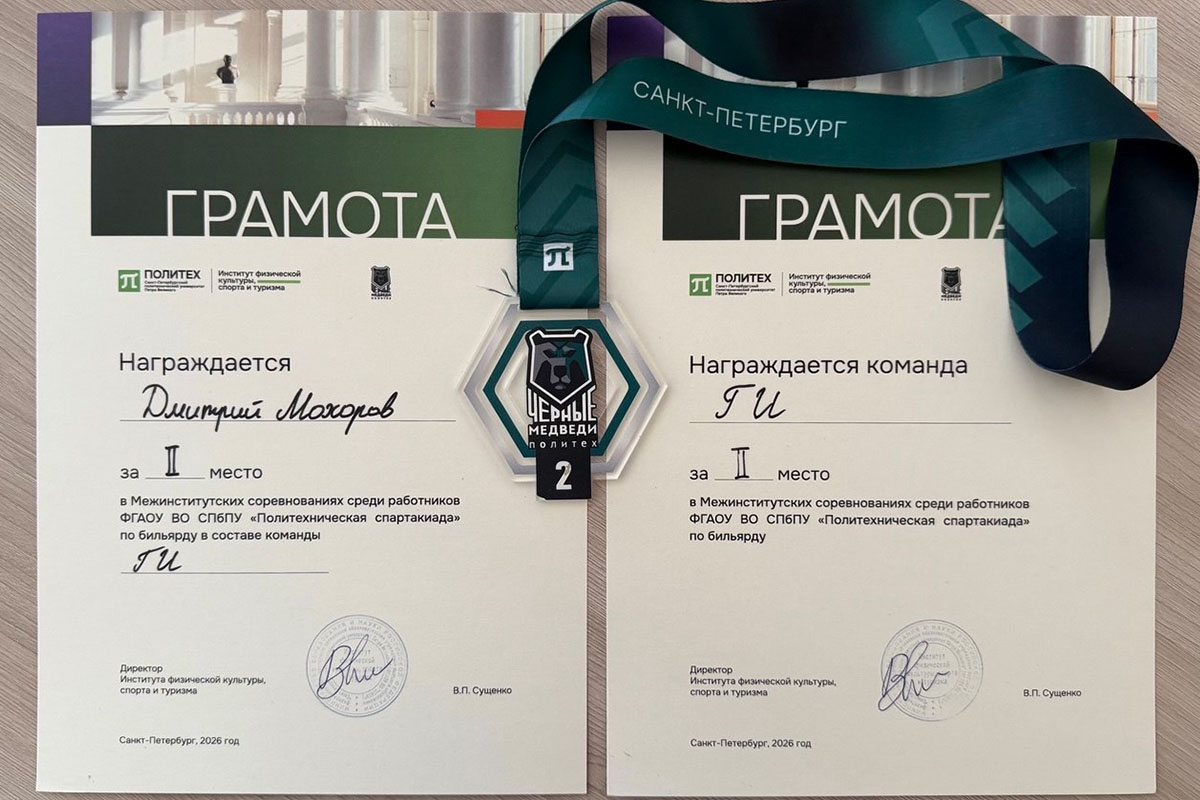 ГРАМОТА
ПОЛИТЕХ
Санкт-Петербургский
политехнический университет
Петра Великого
Институт физической
культуры,
спорта и туризма
Награждается
Дмитрий Мохоров
за II место
в Межинститутских соревнованиях среди работников
ФГАОУ ВО СПбПУ «Политехническая спартакиада»
по бильярду в составе команды
ГИ
Директор
Института физической культуры,
спорта и туризма
В.П. Сущенко
Санкт-Петербург, 2026 год
САНКТ-ПЕТЕРБУРГ
ЧЕРНЫЕ
МЕДВЕДИ
политех
2
ГРАМОТА
ПОЛИТЕХ
Санкт-Петербургский
политехнический университет
Петра Великого
Институт физической
культуры,
спорта и туризма
Награждается команда
ГИ
за II место
в Межинститутских соревнованиях среди работников
ФГАОУ ВО СПбПУ «Политехническая спартакиада»
по бильярду
Директор
Института физической культуры,
спорта и туризма
В.П. Сущенко
Санкт-Петербург, 2026 год